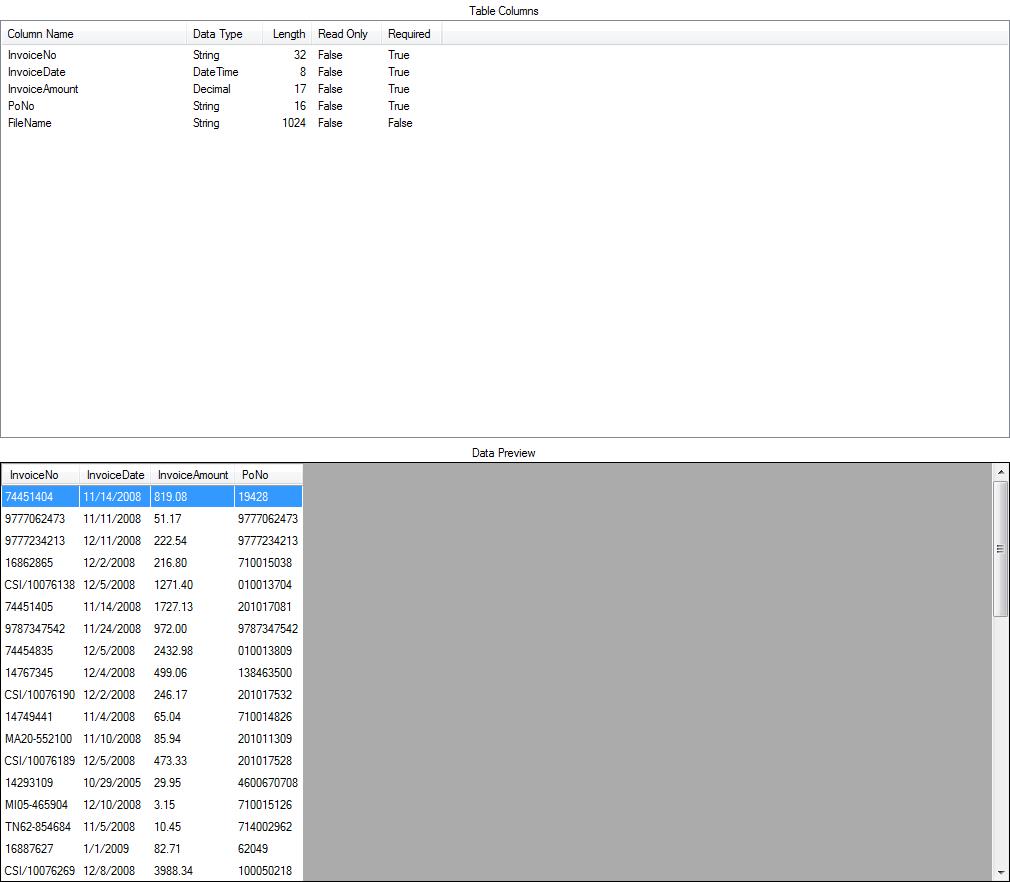 Table Columns
Column Name Data Type Length Read Only Required
InvoiceNo String 32 False True
InvoiceDate DateTime 8 False True
InvoiceAmount Decimal 17 False True
PoNo String 16 False True
FileName String 1024 False False
Data Preview
InvoiceNo InvoiceDate InvoiceAmount PoNo
74451404 11/14/2008 819.08 19428
9777062473 11/11/2008 51.17 9777062473
9777234213 12/11/2008 222.54 9777234213
16862865 12/2/2008 216.80 710015038
CSI/10076138 12/5/2008 1271.40 010013704
74451405 11/14/2008 1727.13 201017081
9787347542 11/24/2008 972.00 9787347542
74454835 12/5/2008 2432.98 010013809
14767345 12/4/2008 499.06 138463500
CSI/10076190 12/2/2008 246.17 201017532
14749441 11/4/2008 65.04 710014826
MA20-552100 11/10/2008 85.94 201011309
CSI/10076189 12/5/2008 473.33 201017528
14293109 10/29/2005 29.95 4600670708
MI05-465904 12/10/2008 3.15 710015126
TN62-854684 11/5/2008 10.45 714002962
16887627 1/1/2009 82.71 62049
CSI/10076269 12/8/2008 3988.34 100050218